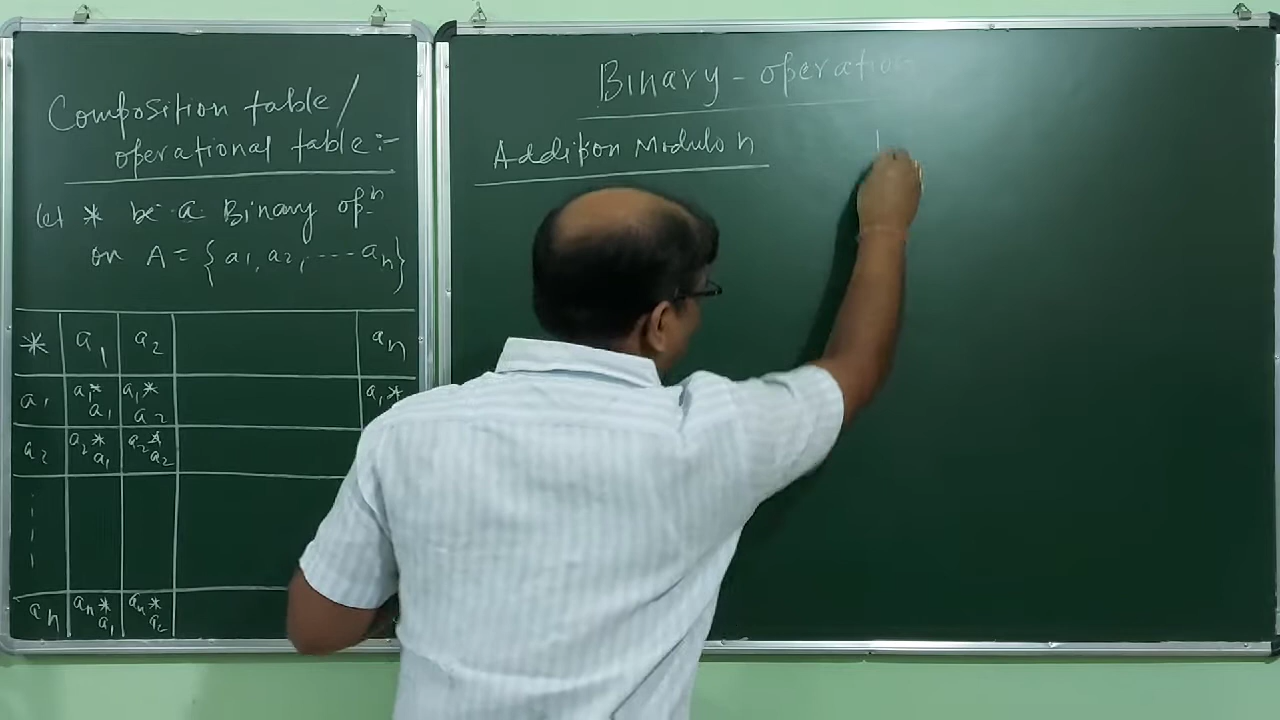 Composition table/
operational table:-
let * be a Binary opn
on A = {a1, a2, ---- an}
* a1 a2 an
a1 a1* a1 a1* a2 a1*
a2 a2* a1 a2* a2
an an* a1 an* a2
Binary - operation
Addition Modulo n